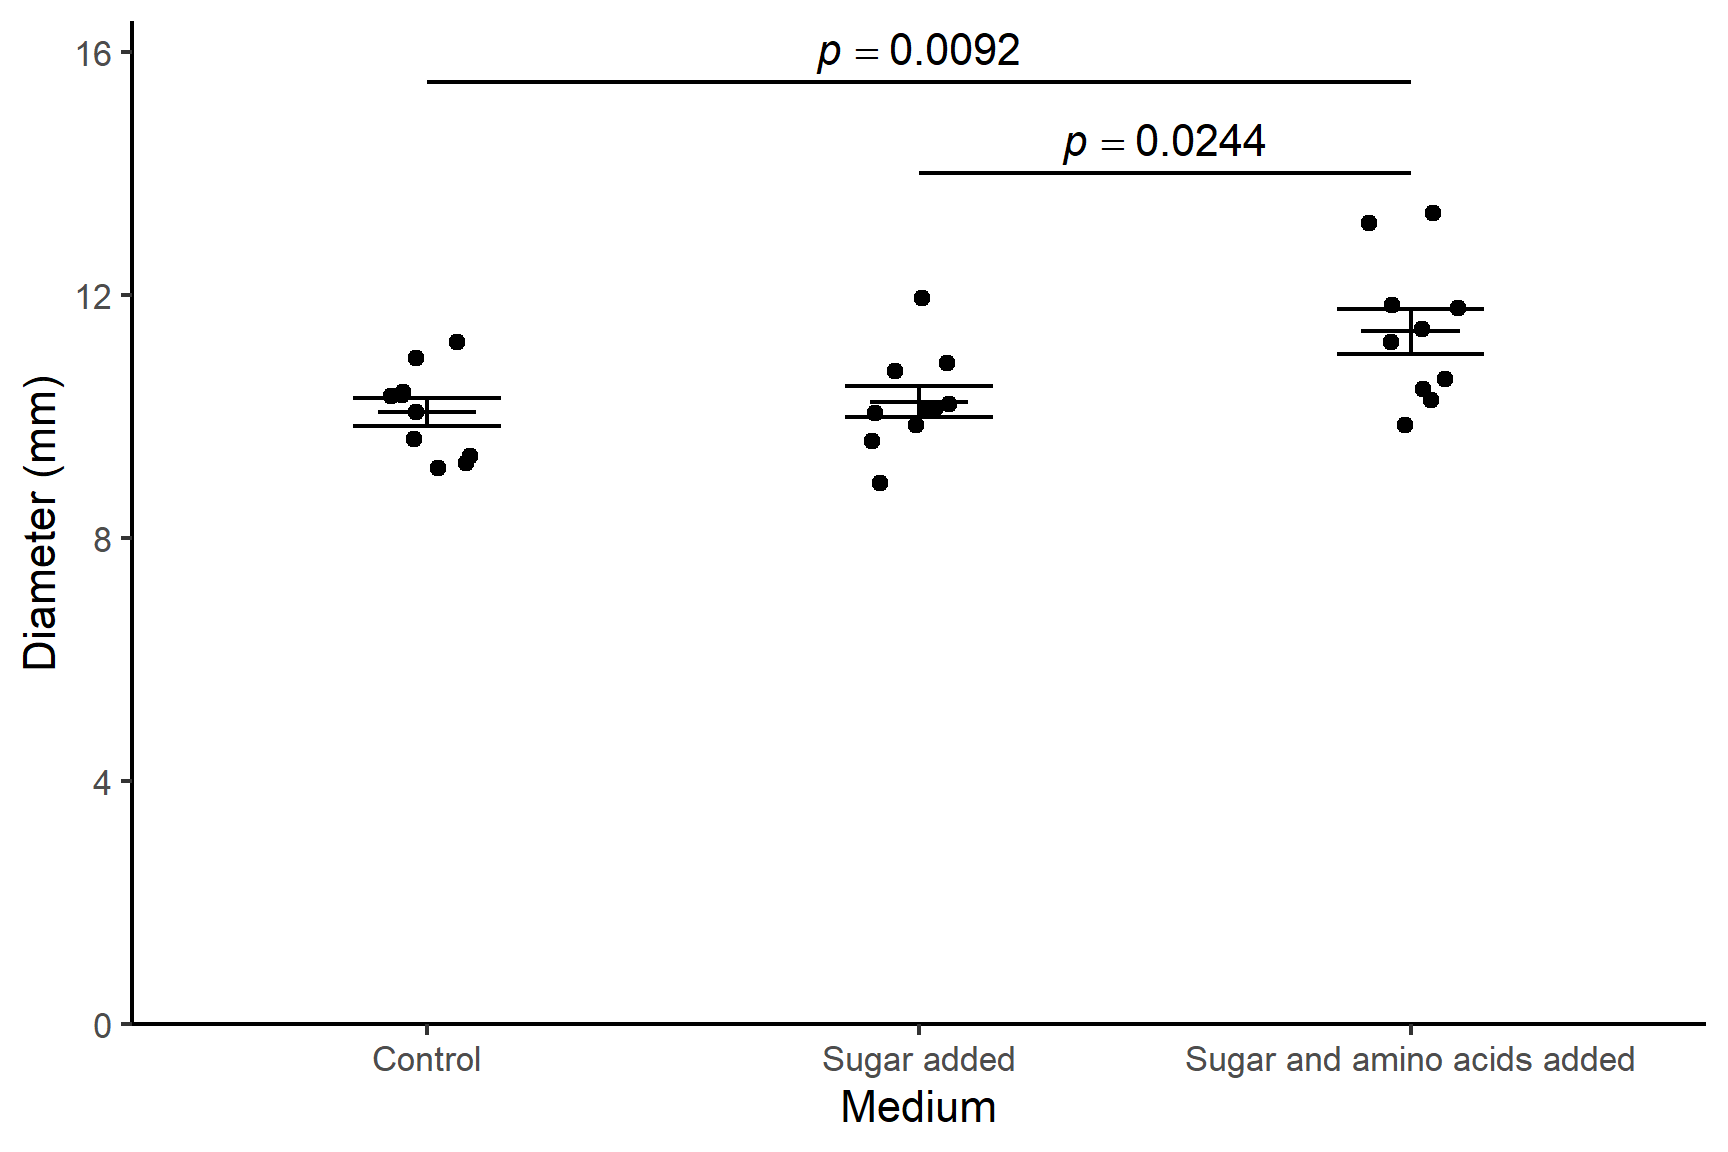 16
p = 0.0092
p = 0.0244
12
8
4
0
Diameter (mm)
Control
Sugar added
Sugar and amino acids added
Medium